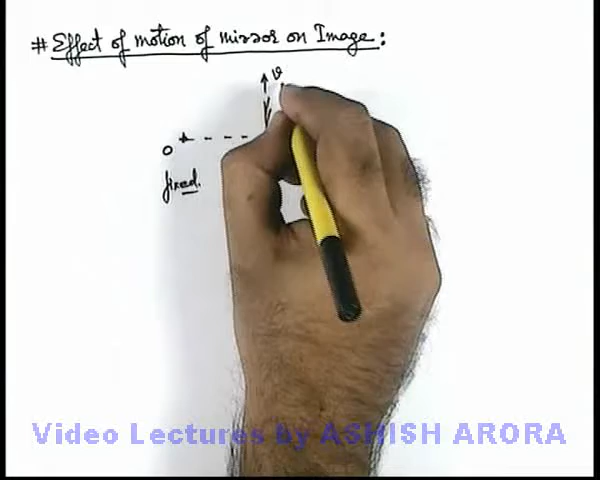 # Effect of motion of mirror on Image :
v
O
fixed.
Video Lectures by ASHISH ARORA